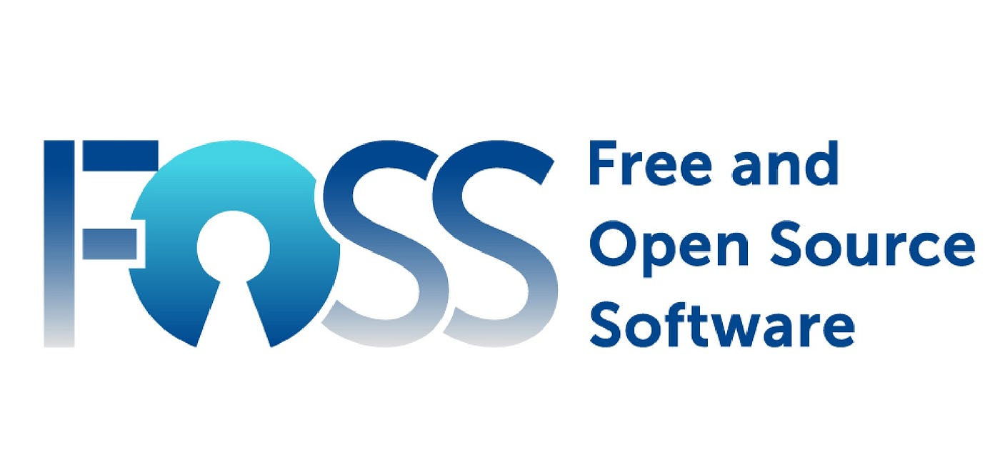 FOSS
Free and
Open Source
Software